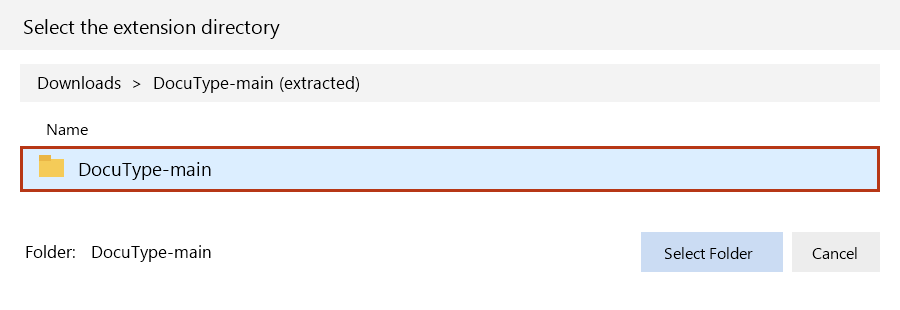 Select the extension directory
Downloads > DocuType-main (extracted)
Name
DocuType-main
Folder: DocuType-main
Select Folder
Cancel